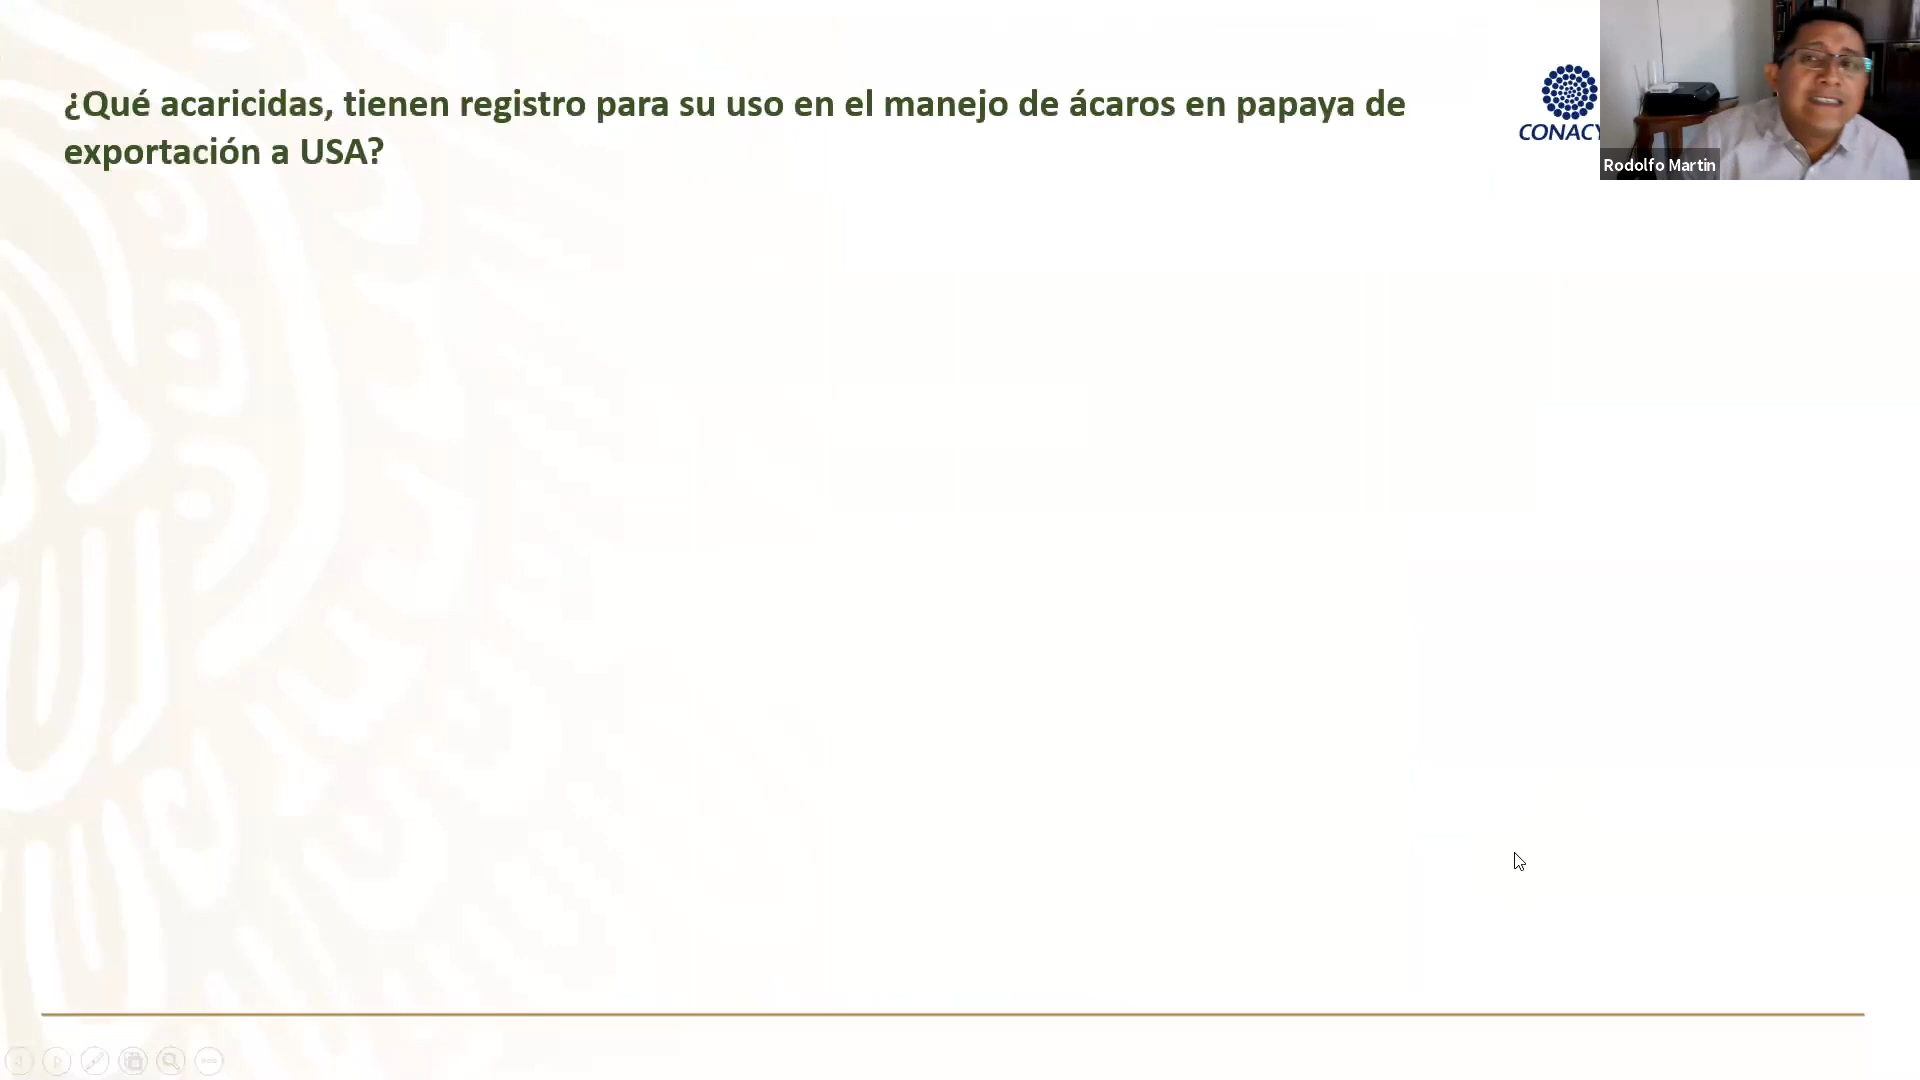 ¿Qué acaricidas, tienen registro para su uso en el manejo de ácaros en papaya de
exportación a USA?
CONACY
Rodolfo Martin